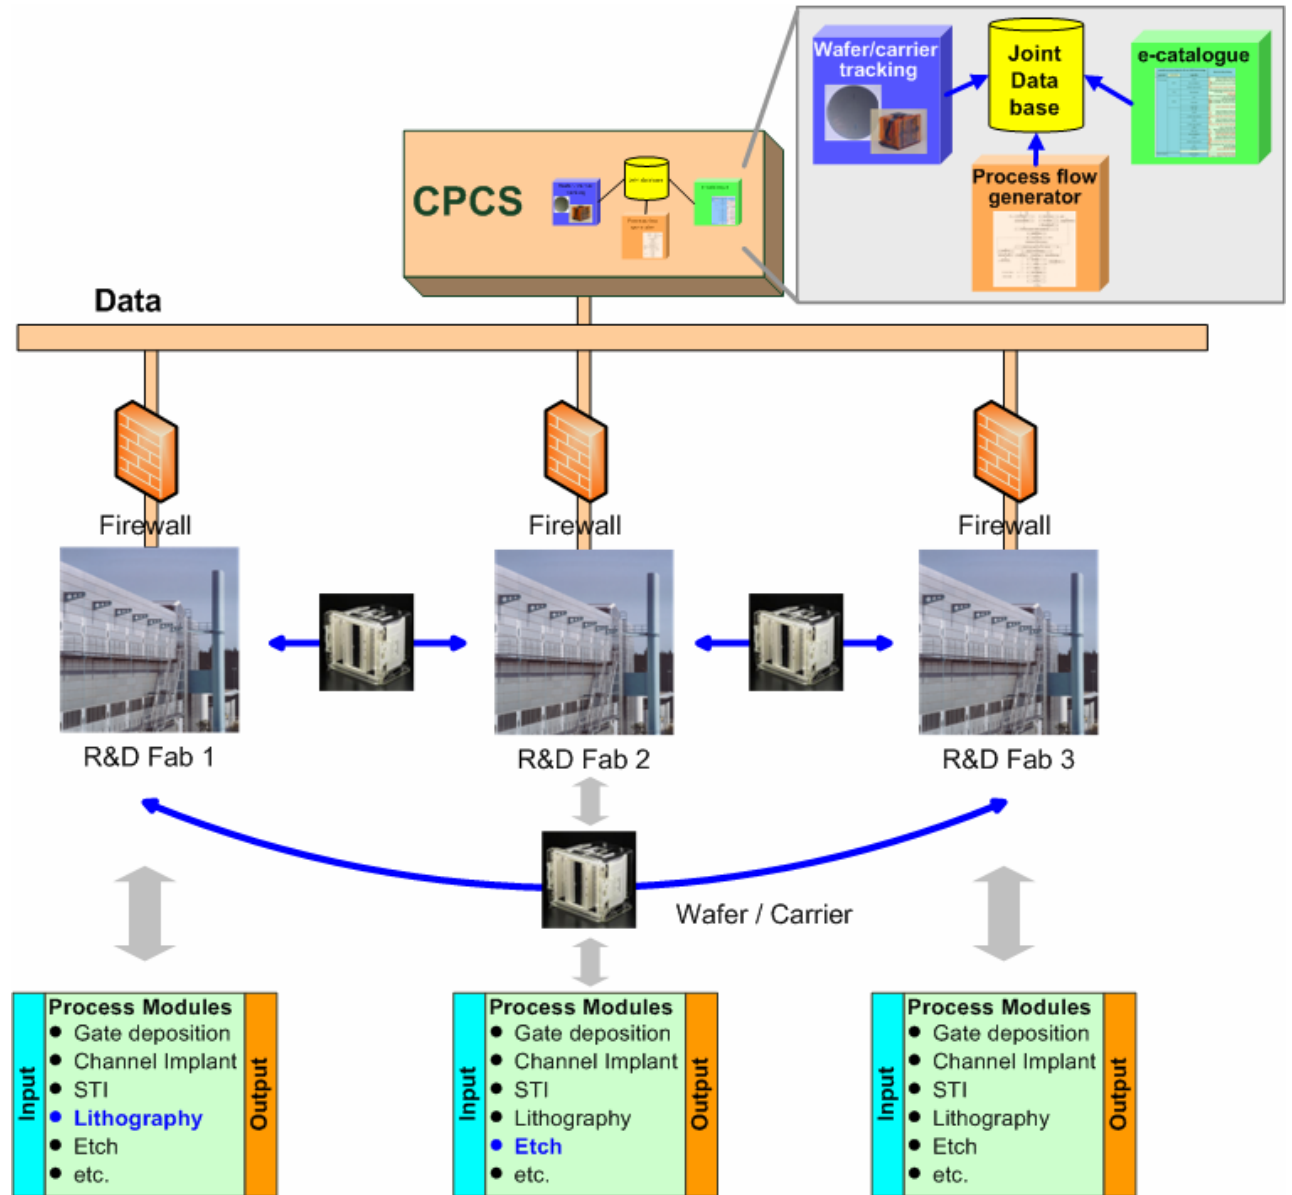 Wafer/carrier
tracking
Joint
Data
base
e-catalogue
Process flow
generator
CPCS
Data
Firewall
Firewall
Firewall
R&D Fab 1
R&D Fab 2
R&D Fab 3
Wafer / Carrier
Input
Process Modules
● Gate deposition
● Channel Implant
● STI
● Lithography
● Etch
● etc.
Output
Input
Process Modules
● Gate deposition
● Channel Implant
● STI
● Lithography
● Etch
● etc.
Output
Input
Process Modules
● Gate deposition
● Channel Implant
● STI
● Lithography
● Etch
● etc.
Output